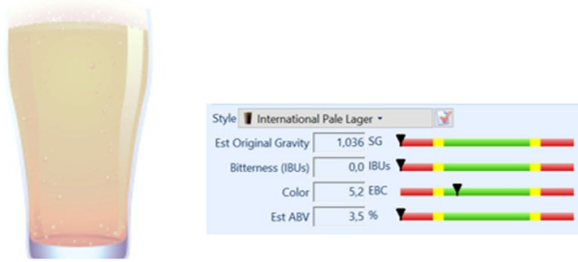 Style International Pale Lager
Est Original Gravity 1,036 SG
Bitterness (IBUs) 0,0 IBUs
Color 5,2 EBC
Est ABV 3,5 %